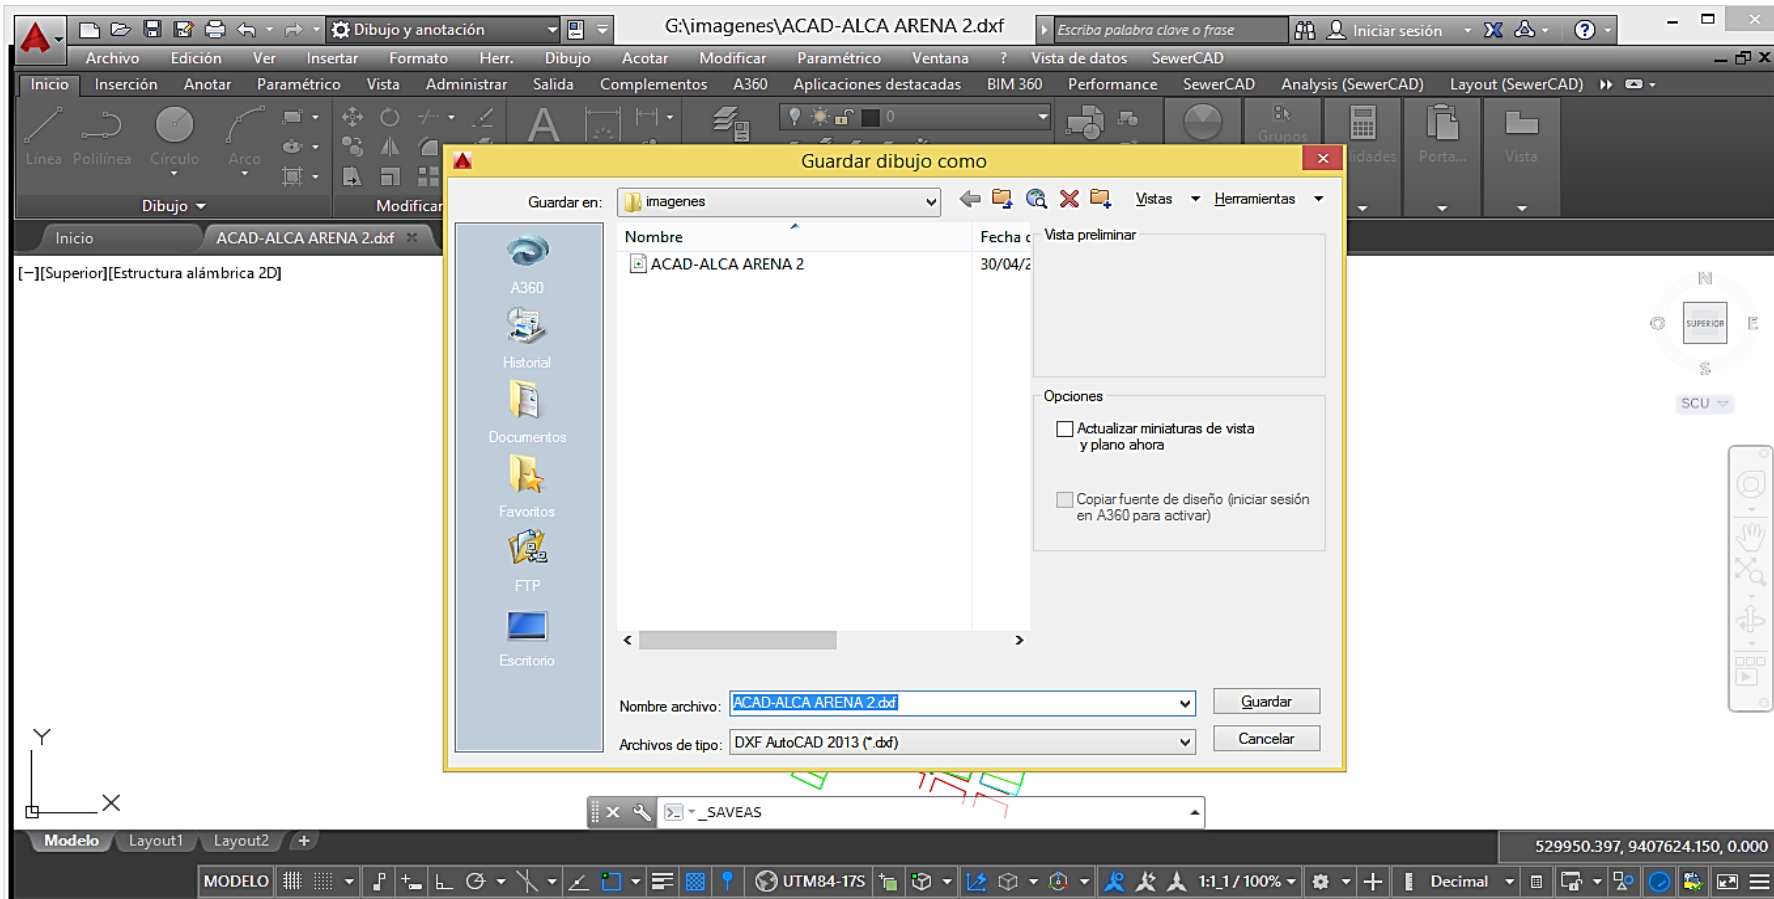 Dibujo y anotación G:\imagenes\ACAD-ALCA ARENA 2.dxf Escriba palabra clave o frase Iniciar sesión ?
Archivo Edición Ver Insertar Formato Herr. Dibujo Acotar Modificar Paramétrico Ventana ? Vista de datos SewerCAD
Inicio Inserción Anotar Paramétrico Vista Administrar Salida Complementos A360 Aplicaciones destacadas BIM 360 Performance SewerCAD Analysis (SewerCAD) Layout (SewerCAD)
0
Grupos
Línea Polilínea Círculo Arco idades Porta... Vista
Dibujo Modificar
Inicio ACAD-ALCA ARENA 2.dxf
[−][Superior][Estructura alámbrica 2D]
Guardar dibujo como
Guardar en: imagenes Vistas Herramientas
Nombre Fecha
ACAD-ALCA ARENA 2 30/04/2
A360
Historial
Documentos
Favoritos
FTP
Escritorio
Vista preliminar
Opciones
Actualizar miniaturas de vista
y plano ahora
Copiar fuente de diseño (iniciar sesión
en A360 para activar)
Nombre archivo: ACAD-ALCA ARENA 2.dxf Guardar
Archivos de tipo: DXF AutoCAD 2013 (*.dxf) Cancelar
N
O SUPERIOR E
S
SCU
Y
X
_SAVEAS
Modelo Layout1 Layout2 +
529950.397, 9407624.150, 0.000
MODELO UTM84-17S 1:1_1 / 100% Decimal